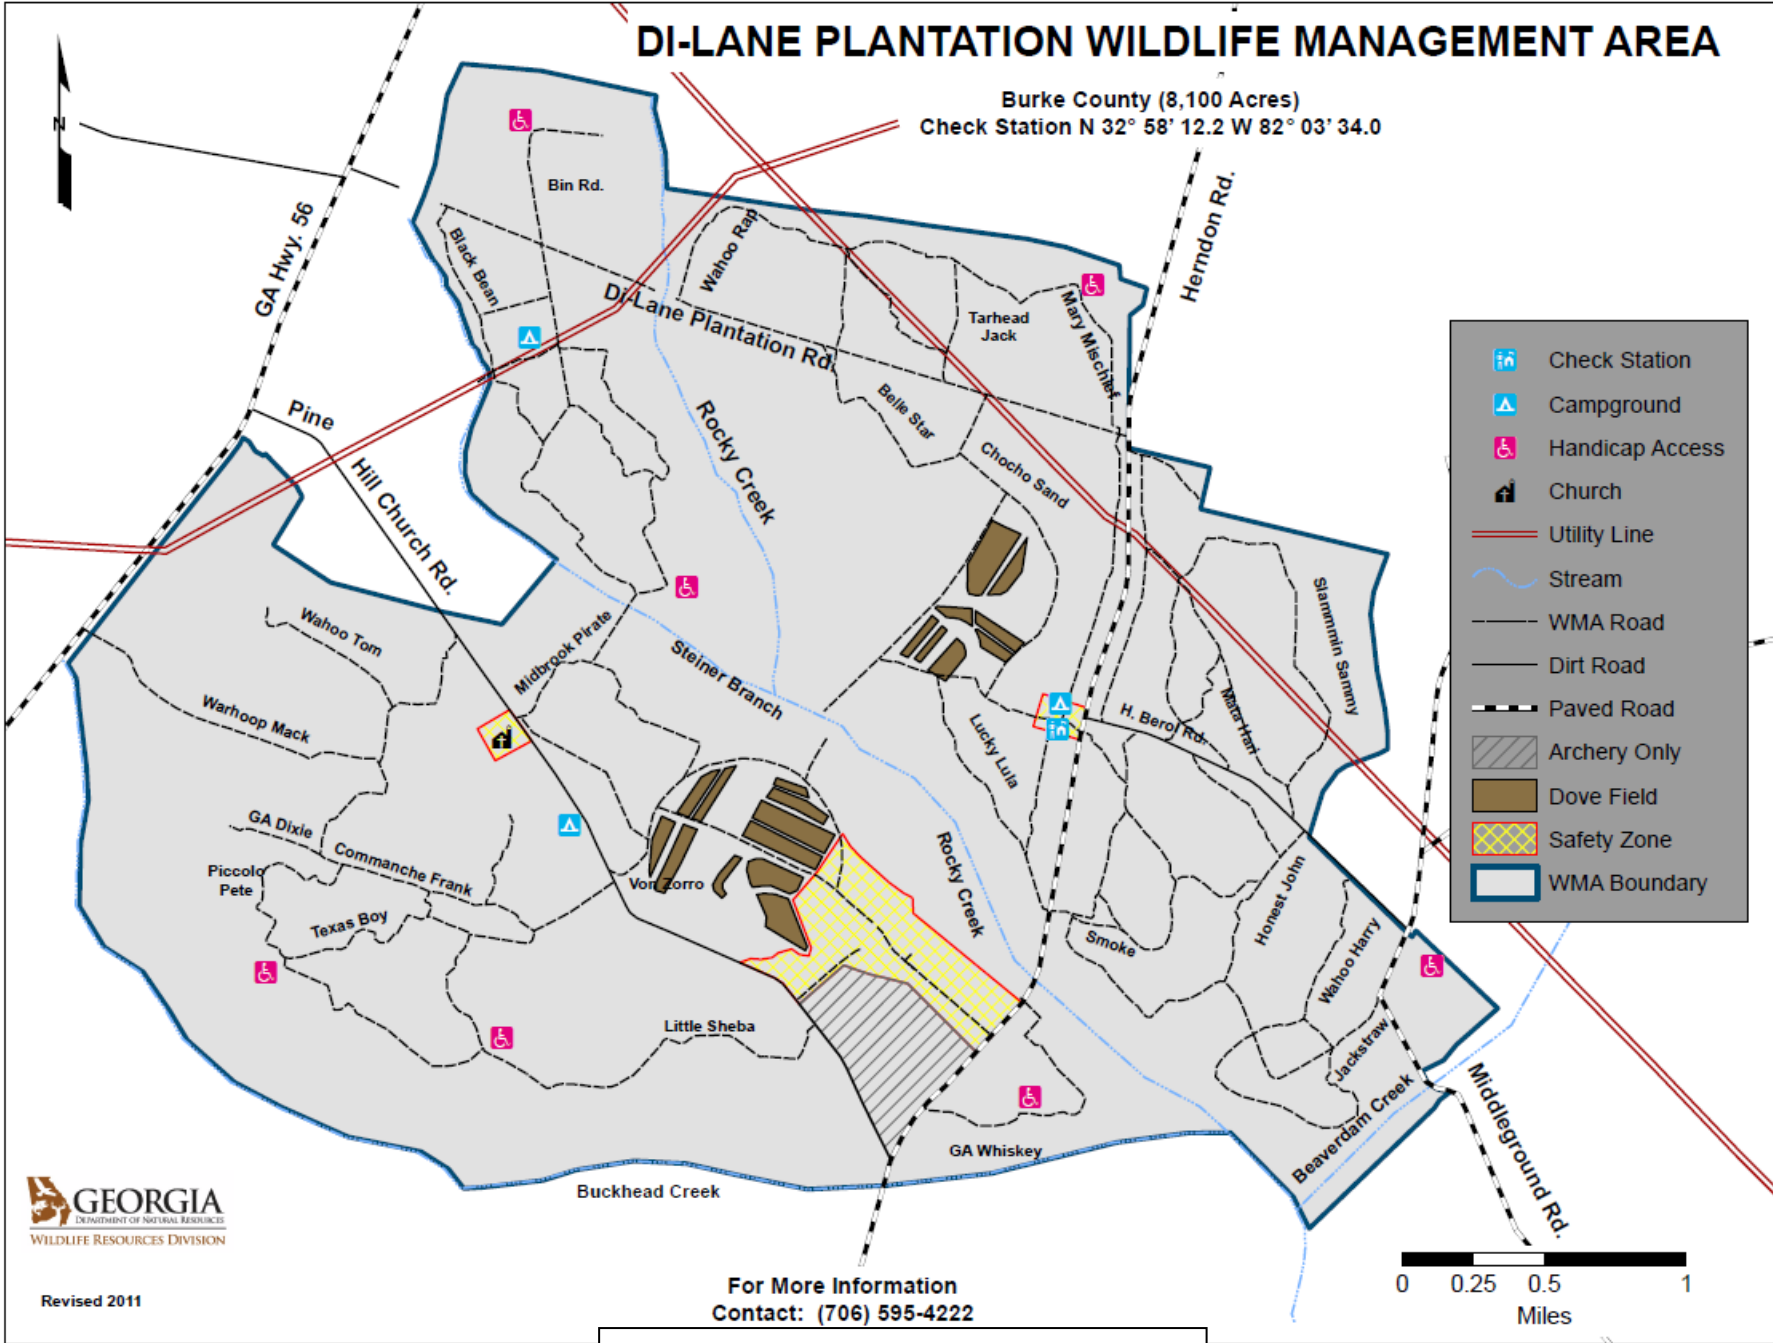 DI-LANE PLANTATION WILDLIFE MANAGEMENT AREA
Burke County (8,100 Acres)
Check Station N 32° 58' 12.2 W 82° 03' 34.0
N
GA Hwy. 56
Bin Rd.
Black Bean
Wahoo Rap
Herndon Rd.
Di-Lane Plantation Rd.
Tarhead
Jack
Mary Mischief
Pine
Hill Church Rd.
Rocky Creek
Belle Star
Chocho Sand
Wahoo Tom
Midbrook Pirate
Steiner Branch
Slammin Sammy
Warhoop Mack
Lucky Lula
H. Berol Rd.
Mata Hari
GA Dixie
Commanche Frank
Piccolo
Pete
Von Zorro
Texas Boy
Rocky Creek
Smoke
Honest John
Wahoo Harry
Little Sheba
Jackstraw
GA Whiskey
Beaverdam Creek
Middleground Rd.
Buckhead Creek
Check Station
Campground
Handicap Access
Church
Utility Line
Stream
WMA Road
Dirt Road
Paved Road
Archery Only
Dove Field
Safety Zone
WMA Boundary
GEORGIA
DEPARTMENT OF NATURAL RESOURCES
WILDLIFE RESOURCES DIVISION
Revised 2011
For More Information
Contact: (706) 595-4222
0 0.25 0.5 1
Miles